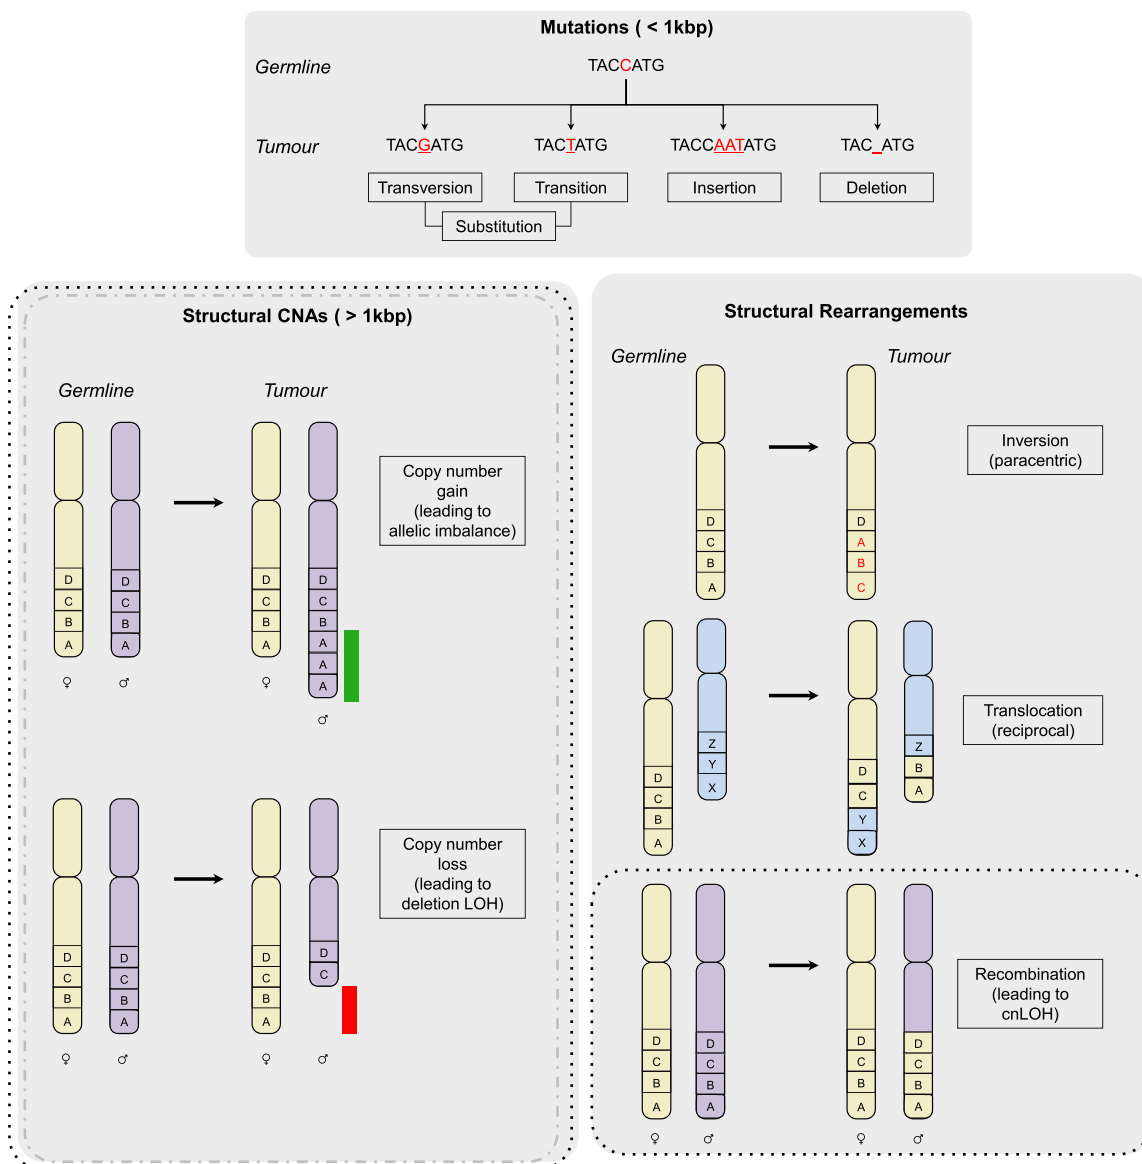 Mutations ( < 1kbp)
Germline
TACCATG
Tumour
TACGATG
TACTATG
TACCAATATG
TAC_ATG
Transversion
Transition
Insertion
Deletion
Substitution
Structural CNAs ( > 1kbp)
Germline
Tumour
D
C
B
A
♀
D
C
B
A
♂
D
C
B
A
♀
D
C
B
A
A
A
♂
Copy number
gain
(leading to
allelic imbalance)
D
C
B
A
♀
D
C
B
A
♂
D
C
B
A
♀
D
C
♂
Copy number
loss
(leading to
deletion LOH)
Structural Rearrangements
Germline
Tumour
D
C
B
A
D
A
B
C
Inversion
(paracentric)
D
C
B
A
Z
Y
X
D
C
Y
X
Z
B
A
Translocation
(reciprocal)
D
C
B
A
♀
D
C
B
A
♂
D
C
B
A
♀
D
C
B
A
♂
Recombination
(leading to
cnLOH)